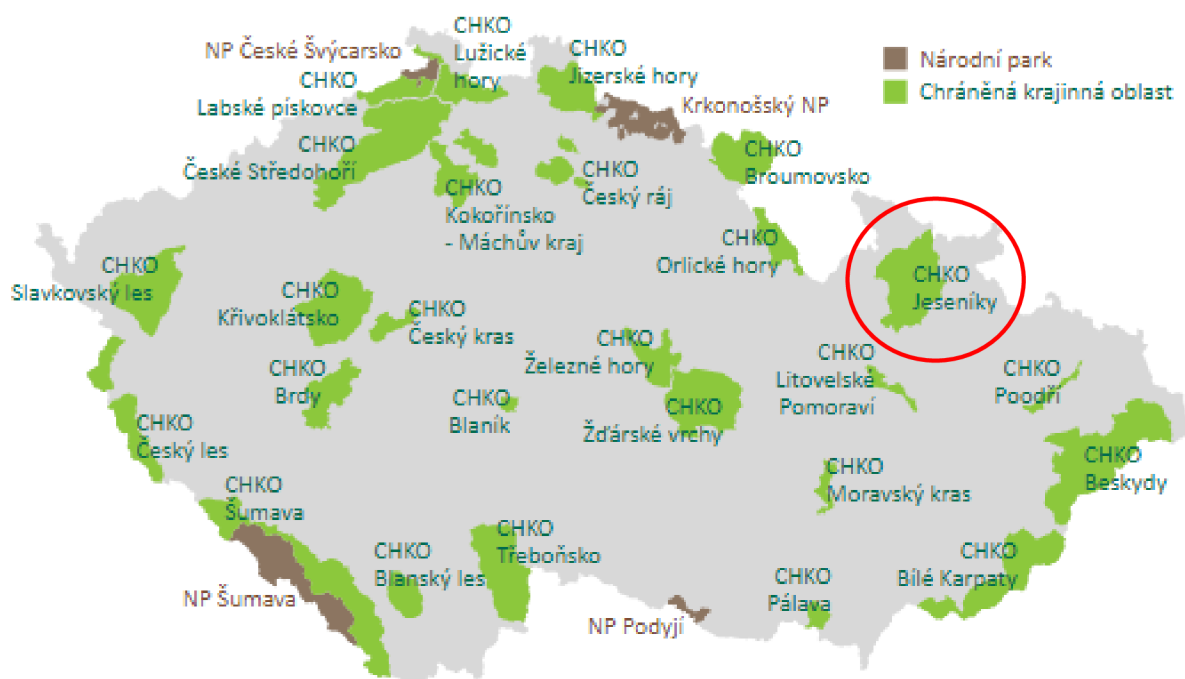 CHKO
Lužické
hory
NP České Švýcarsko
CHKO
Jizerské hory
Národní park
Chráněná krajinná oblast
CHKO
Labské pískovce
Krkonošský NP
CHKO
České Středohoří
CHKO
Broumovsko
CHKO
Český ráj
CHKO
Kokořínsko
- Máchův kraj
CHKO
Orlické hory
CHKO
Jeseníky
CHKO
Slavkovský les
CHKO
Křivoklátsko
CHKO
Český kras
CHKO
Železné hory
CHKO
Litovelské
Pomoraví
CHKO
Poodří
CHKO
Brdy
CHKO
Blaník
CHKO
Žďárské vrchy
CHKO
Český les
CHKO
Moravský kras
CHKO
Beskydy
CHKO
Šumava
CHKO
Třeboňsko
CHKO
Blanský les
CHKO
Bílé Karpaty
CHKO
Pálava
NP Šumava
NP Podyjí